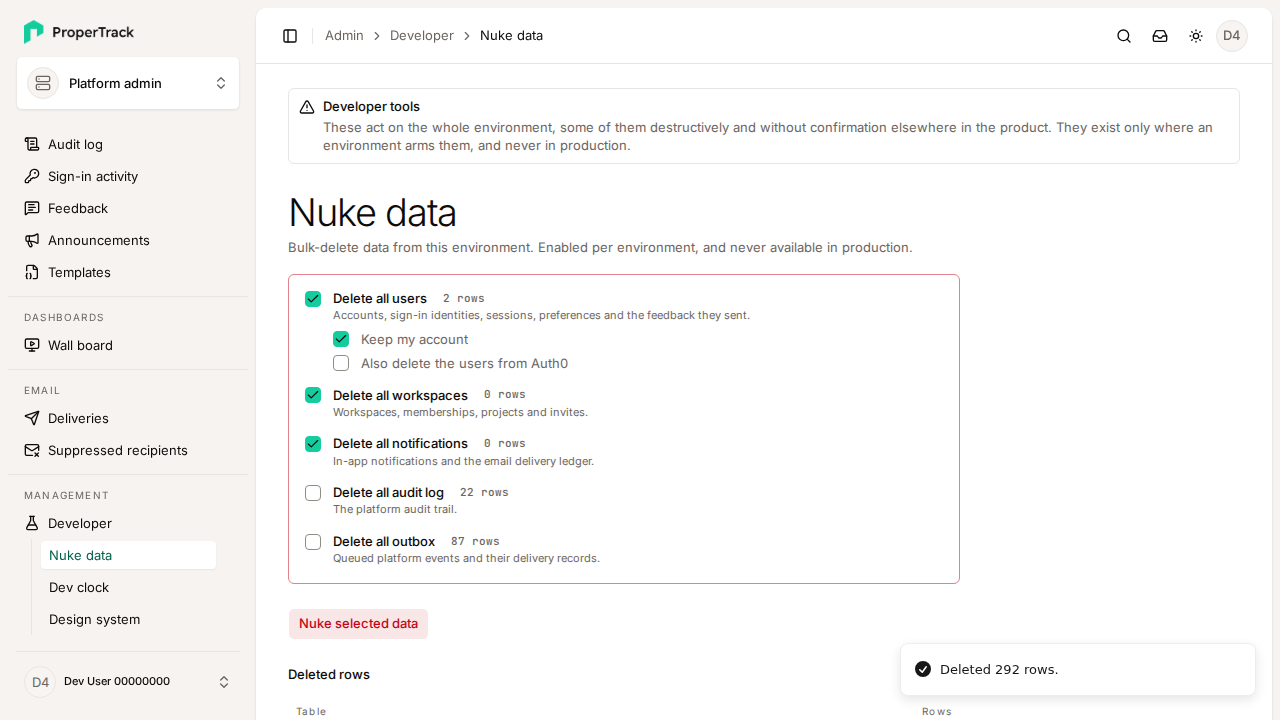 ProperTrack
Platform admin
Audit log
Sign-in activity
Feedback
Announcements
Templates
DASHBOARDS
Wall board
EMAIL
Deliveries
Suppressed recipients
MANAGEMENT
Developer
Nuke data
Dev clock
Design system
D4 Dev User 00000000
Admin > Developer > Nuke data
D4
Developer tools
These act on the whole environment, some of them destructively and without confirmation elsewhere in the product. They exist only where an
environment arms them, and never in production.
Nuke data
Bulk-delete data from this environment. Enabled per environment, and never available in production.
Delete all users 2 rows
Accounts, sign-in identities, sessions, preferences and the feedback they sent.
Keep my account
Also delete the users from Auth0
Delete all workspaces 0 rows
Workspaces, memberships, projects and invites.
Delete all notifications 0 rows
In-app notifications and the email delivery ledger.
Delete all audit log 22 rows
The platform audit trail.
Delete all outbox 87 rows
Queued platform events and their delivery records.
Nuke selected data
Deleted rows
Table Rows
Deleted 292 rows.